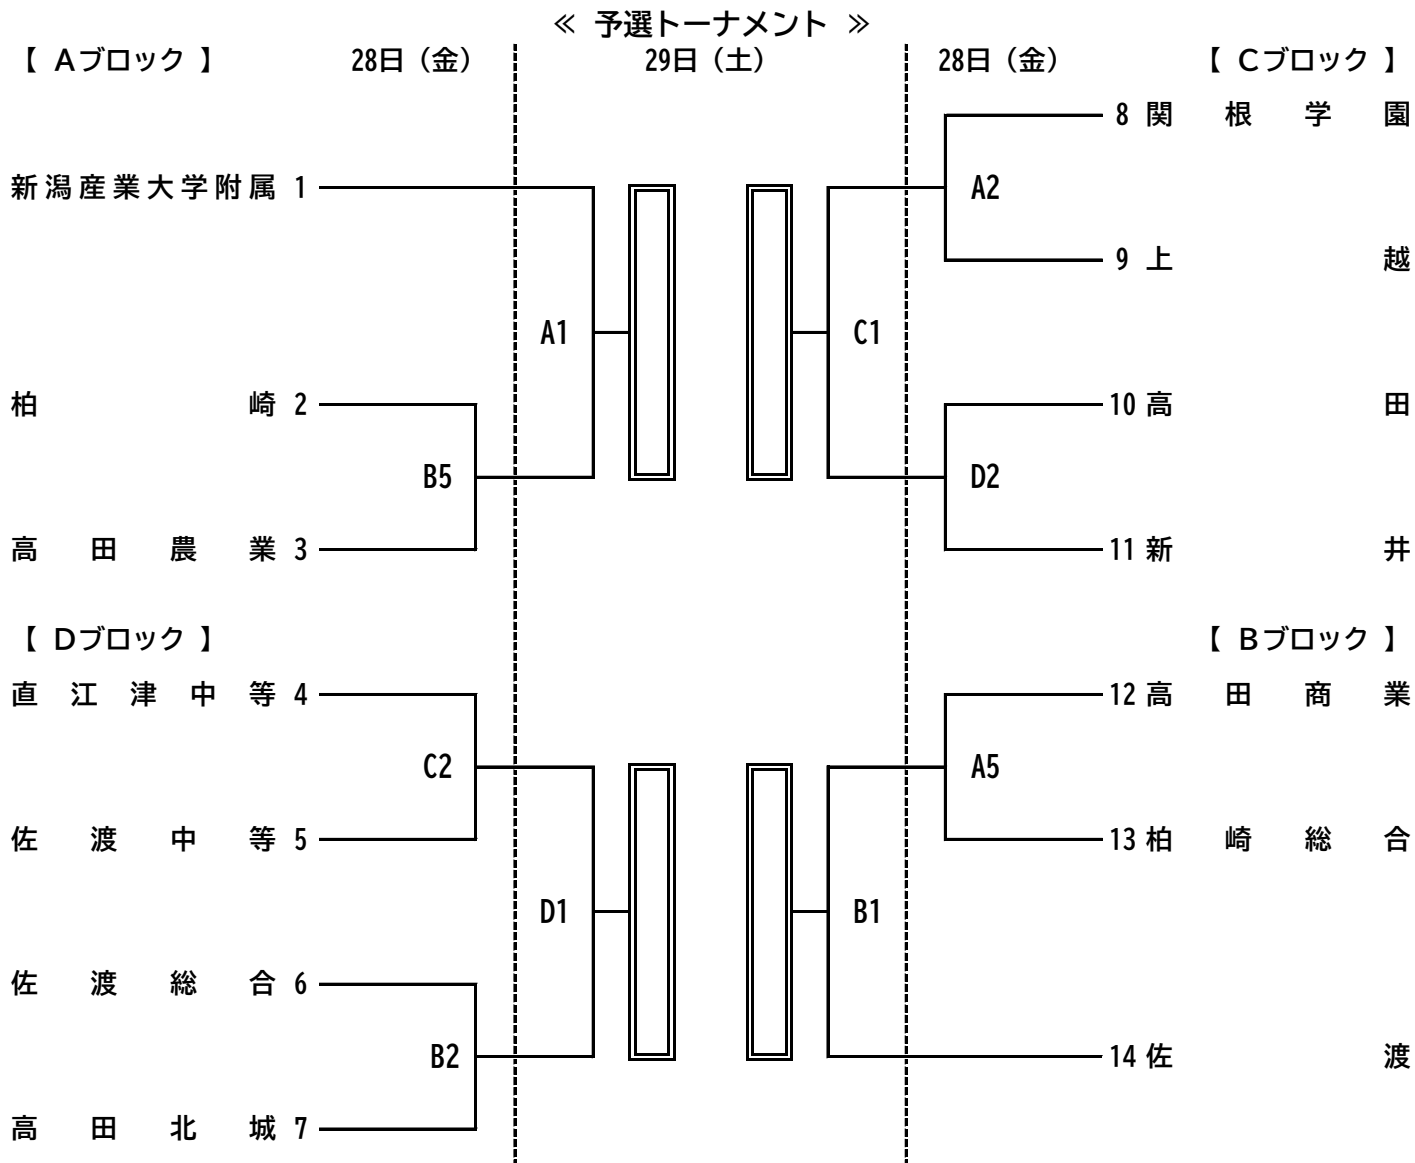 ≪ 予選トーナメント ≫
【 Aブロック 】 28日（金） 29日（土） 28日（金） 【 Cブロック 】
8 関根学園
新潟産業大学附属 1
A2
9 上越
A1
C1
柏崎 2
10 高田
B5
D2
高田農業 3
11 新井
【 Dブロック 】
【 Bブロック 】
直江津中等 4
12 高田商業
C2
A5
佐渡中等 5
13 柏崎総合
D1
B1
佐渡総合 6
B2
14 佐渡
高田北城 7